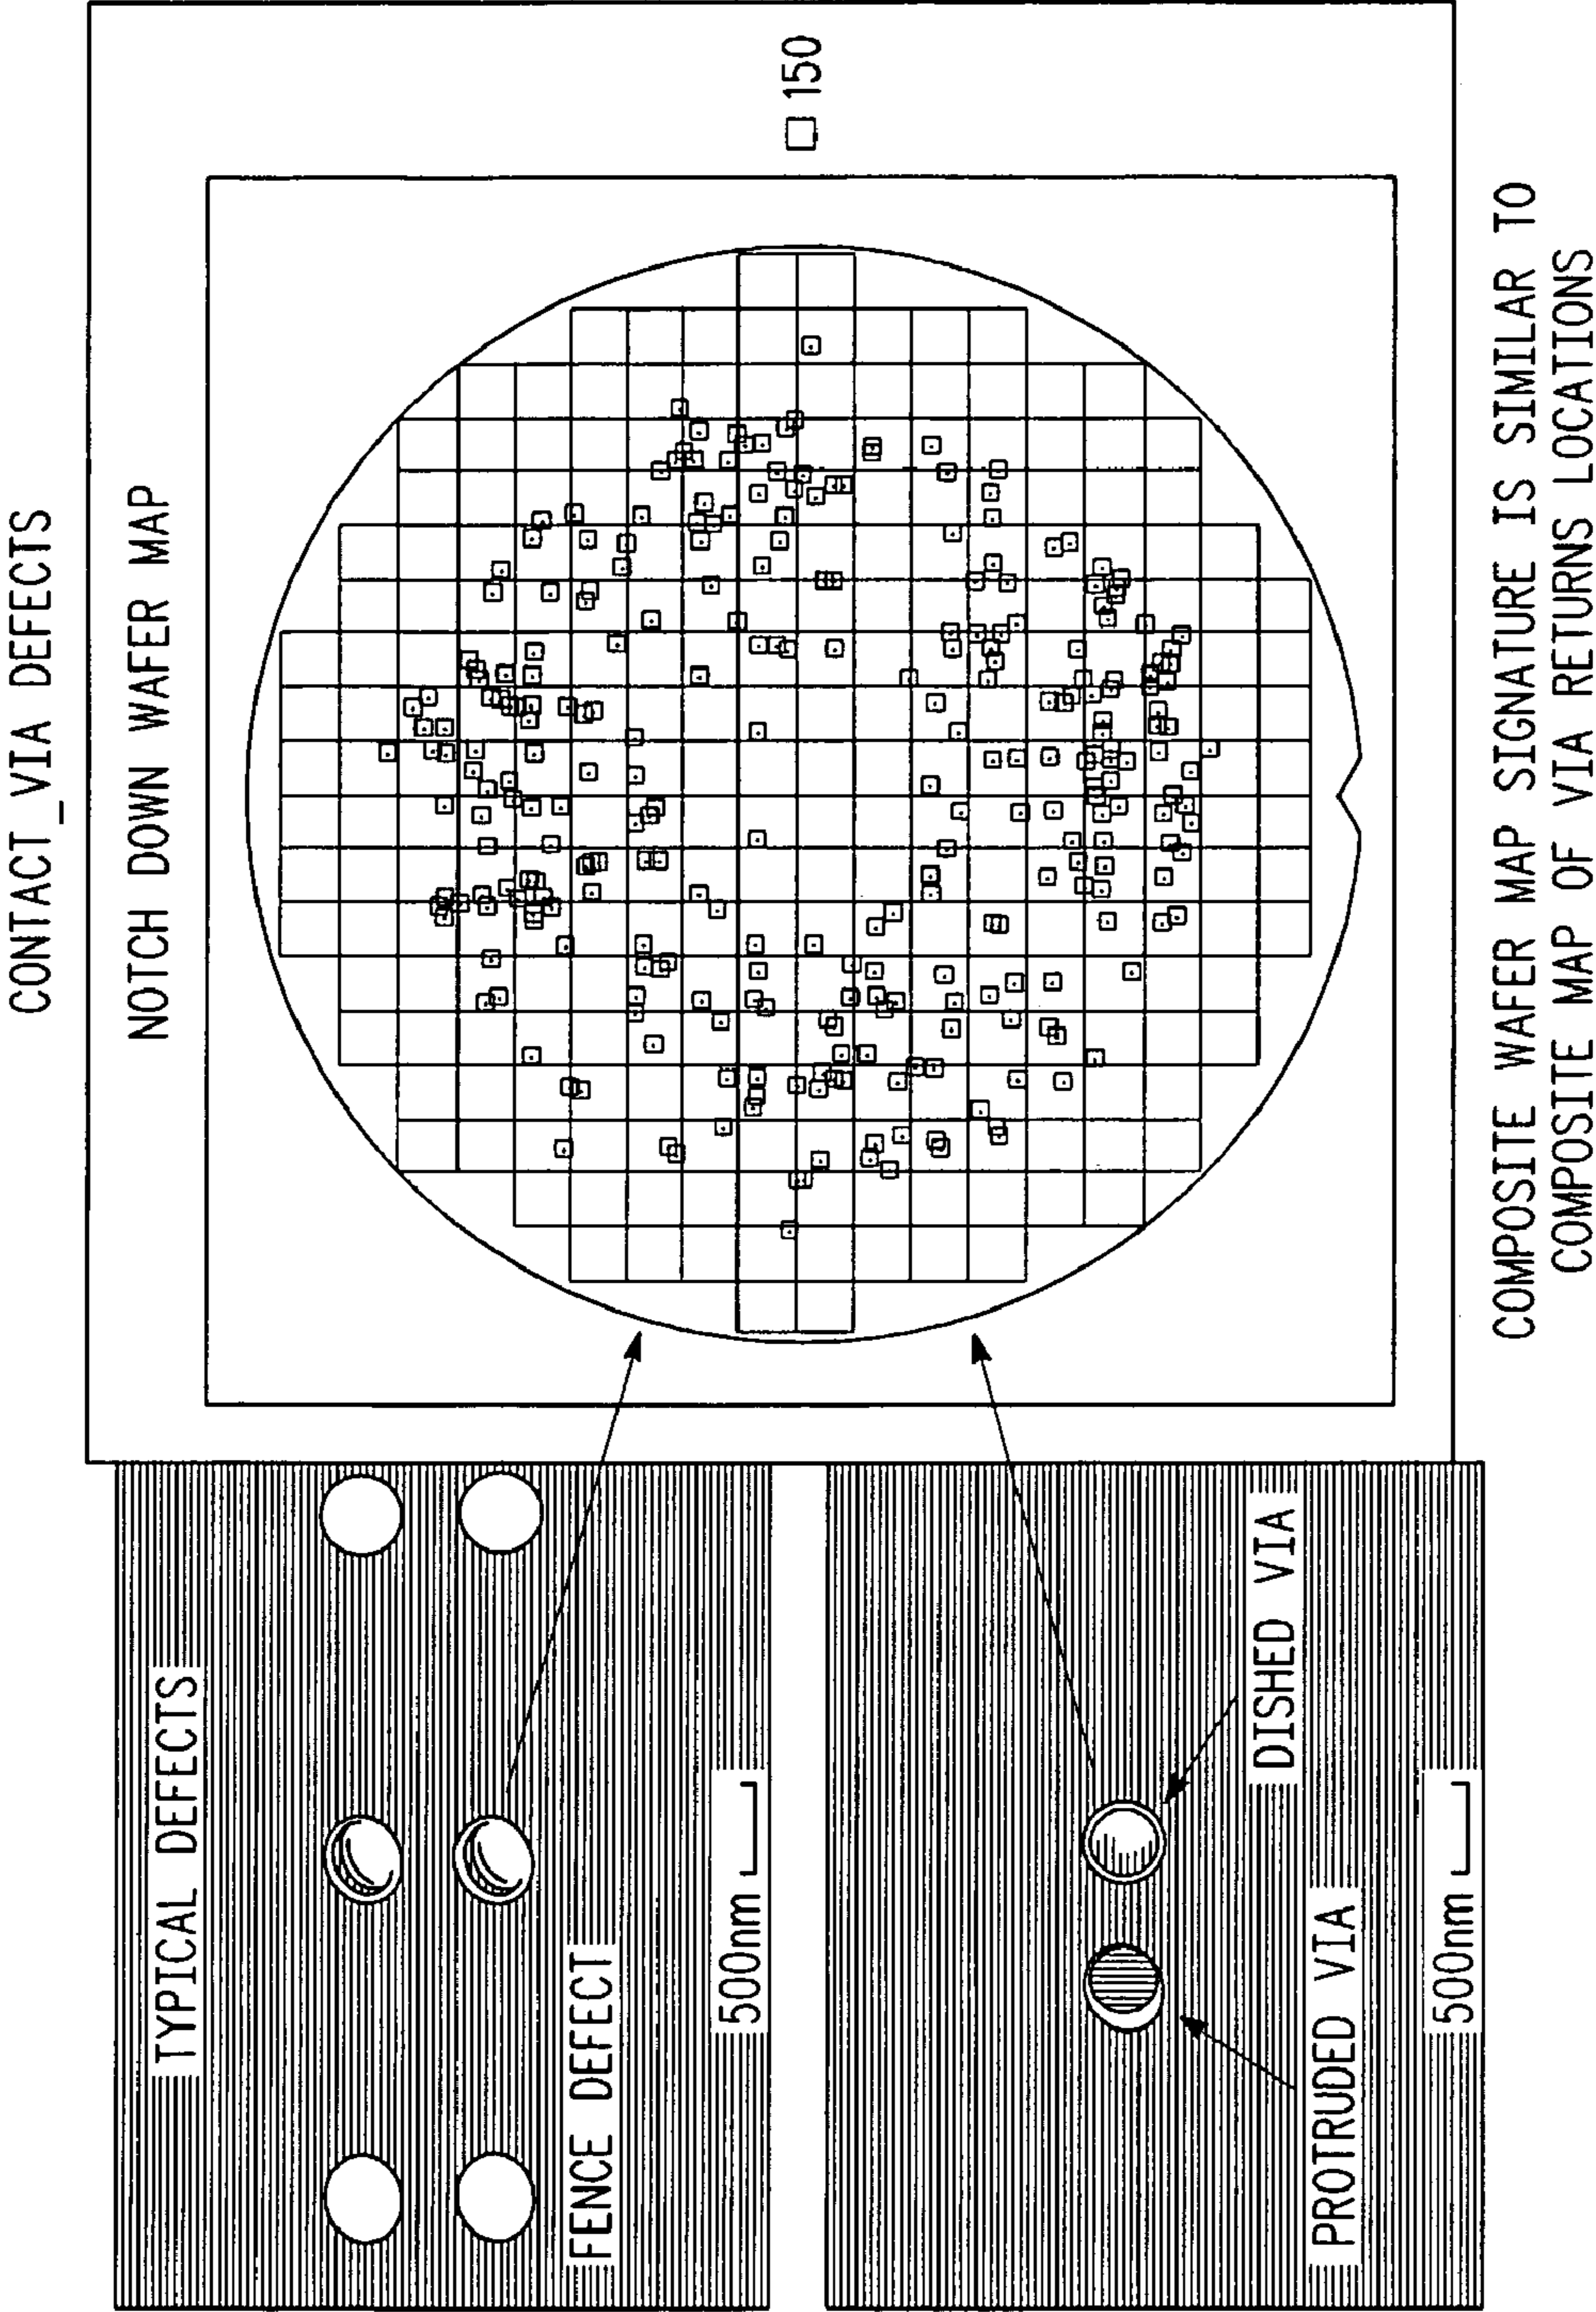 CONTACT_VIA DEFECTS
TYPICAL DEFECTS
FENCE DEFECT
500nm
PROTRUDED VIA
DISHED VIA
500nm
NOTCH DOWN WAFER MAP
150
COMPOSITE WAFER MAP SIGNATURE IS SIMILAR TO
COMPOSITE MAP OF VIA RETURNS LOCATIONS